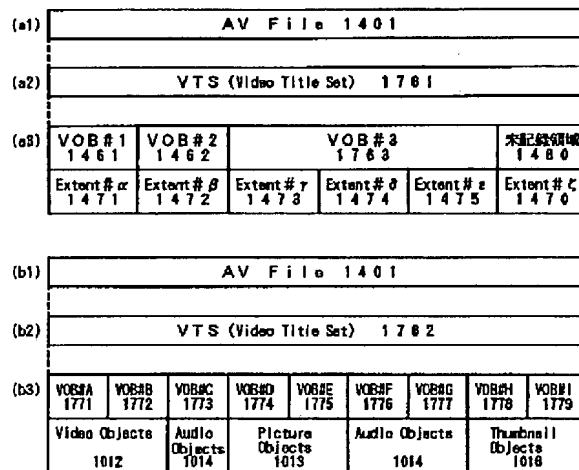 (a1) AV File 1401
(a2) VTS (Video Title Set) 1761
(a3) VOB#1 VOB#2 VOB#3 未記録領域
1461 1462 1763 1460
Extent#α Extent#β Extent#γ Extent#δ Extent#ε Extent#ζ
1471 1472 1473 1474 1475 1470
(b1) AV File 1401
(b2) VTS (Video Title Set) 1762
(b3) VOB#A VOB#B VOB#C VOB#D VOB#E VOB#F VOB#G VOB#H VOB#I
1771 1772 1773 1774 1775 1776 1777 1778 1779
Video Objects Audio Objects Picture Objects Audio Objects Thumbnail Objects
1012 1014 1013 1014 1016